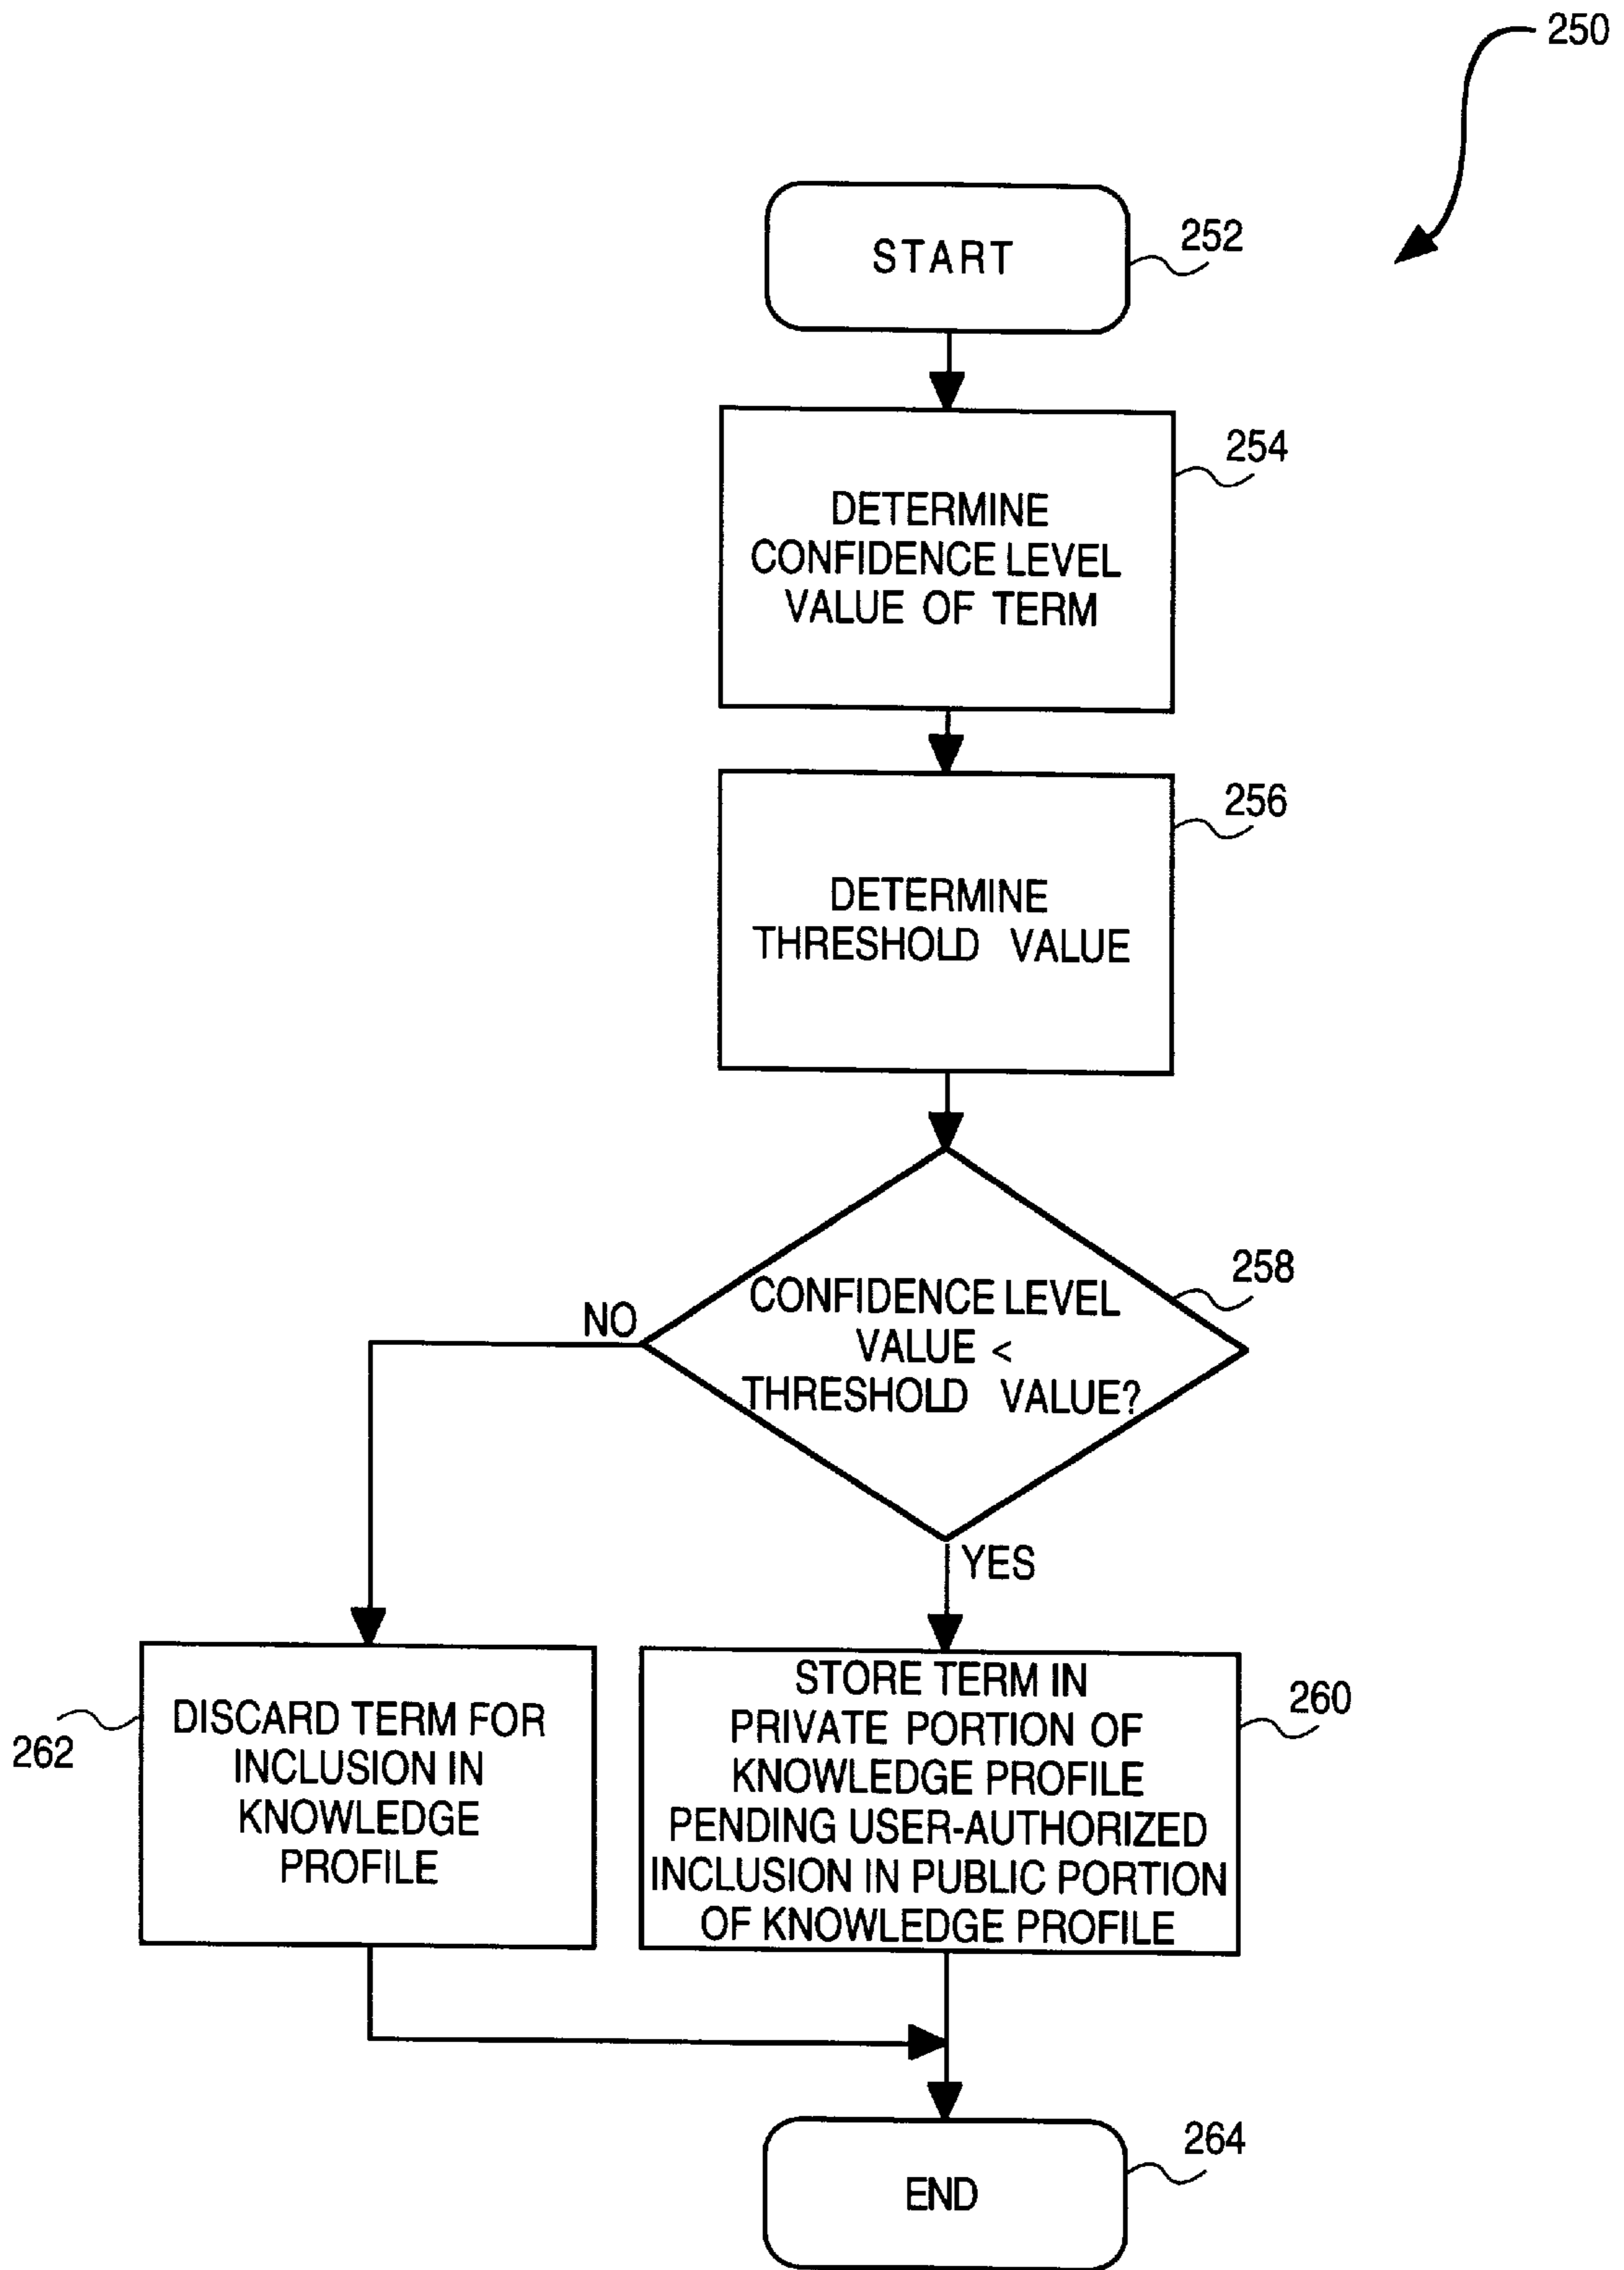 250
START
252
DETERMINE
CONFIDENCE LEVEL
VALUE OF TERM
254
DETERMINE
THRESHOLD VALUE
256
CONFIDENCE LEVEL
VALUE <
THRESHOLD VALUE?
258
NO
YES
DISCARD TERM FOR
INCLUSION IN
KNOWLEDGE
PROFILE
262
STORE TERM IN
PRIVATE PORTION OF
KNOWLEDGE PROFILE
PENDING USER-AUTHORIZED
INCLUSION IN PUBLIC PORTION
OF KNOWLEDGE PROFILE
260
END
264